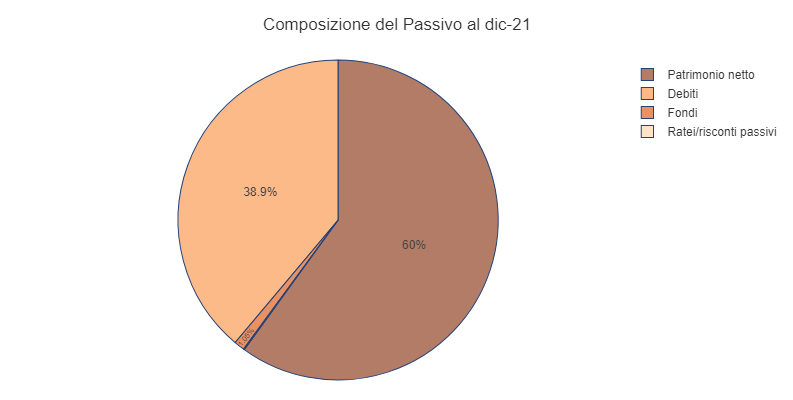 Composizione del Passivo al dic-21
Patrimonio netto
Debiti
Fondi
Ratei/risconti passivi
38.9%
60%